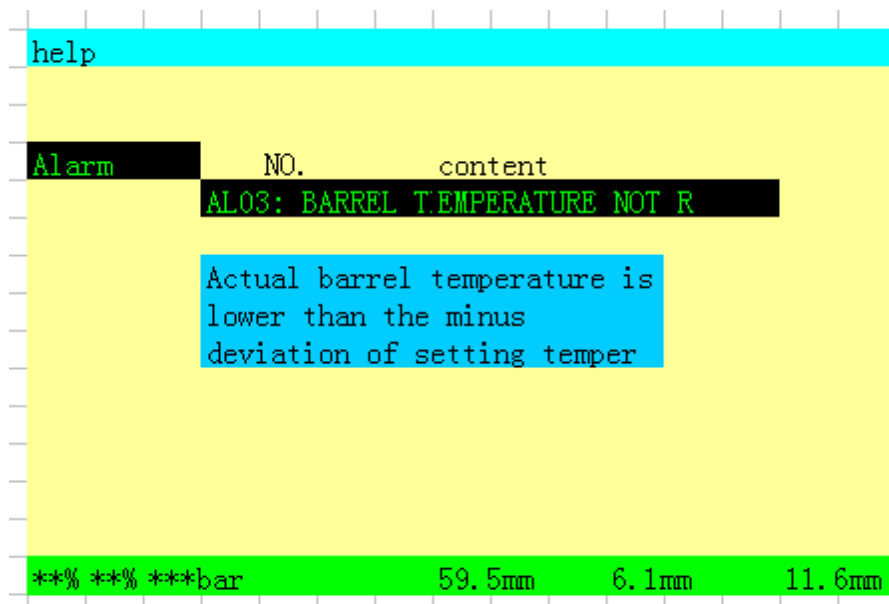 help
Alarm NO. content
AL03: BARREL TEMPERATURE NOT R
Actual barrel temperature is
lower than the minus
deviation of setting temper
**% **% ***bar 59.5mm 6.1mm 11.6mm